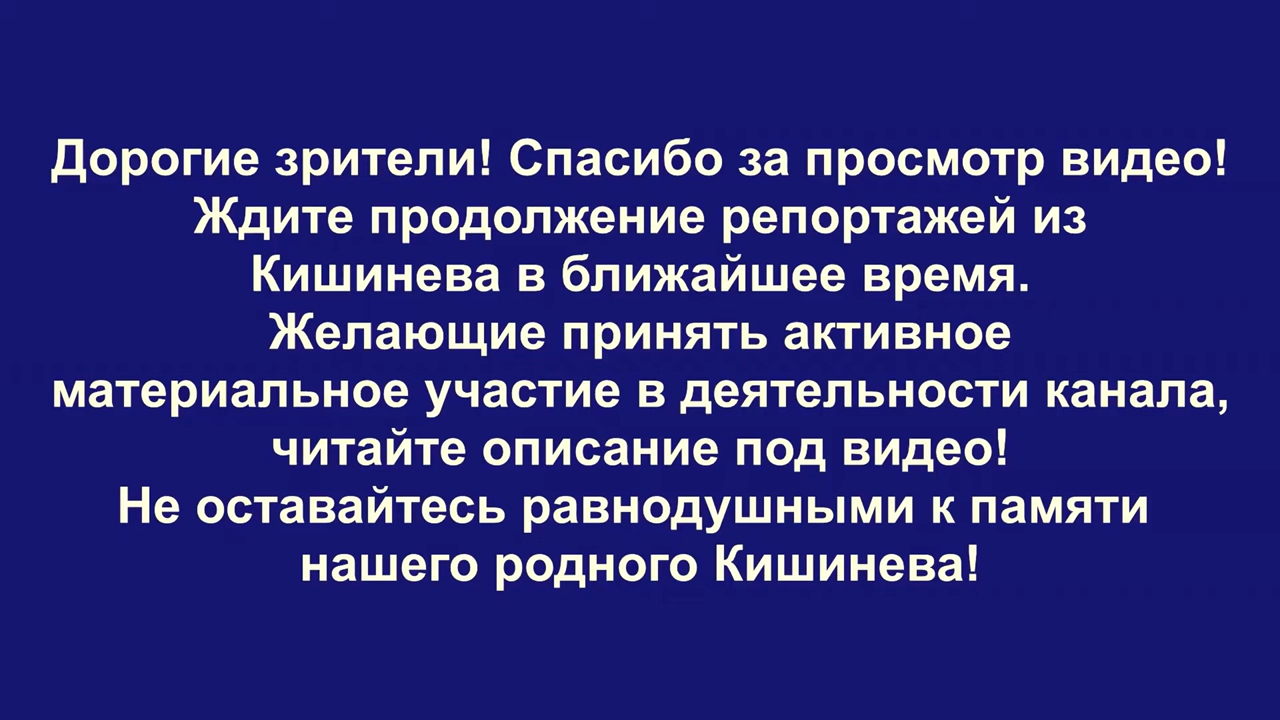 Дорогие зрители! Спасибо за просмотр видео!
Ждите продолжение репортажей из
Кишинева в ближайшее время.
Желающие принять активное
материальное участие в деятельности канала,
читайте описание под видео!
Не оставайтесь равнодушными к памяти
нашего родного Кишинева!